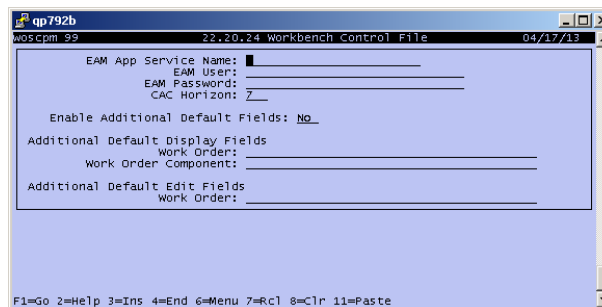 qp792b
woscpm 99 22.20.24 Workbench Control File 04/17/13
EAM App Service Name:
EAM User:
EAM Password:
CAC Horizon: 7
Enable Additional Default Fields: No
Additional Default Display Fields
Work Order:
Work Order Component:
Additional Default Edit Fields
Work Order:
F1=Go 2=Help 3=Ins 4=End 6=Menu 7=Rcl 8=Clr 11=Paste